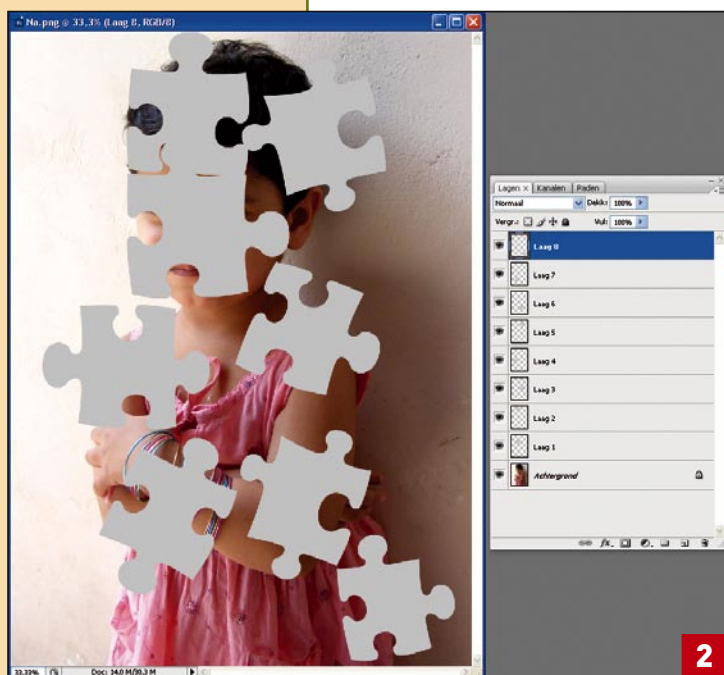 Na.png @ 33,3% (Laag 8, RGB/8)
Lagen x Kanalen Paden
Normaal Dekk: 100%
Vergr.: Vul: 100%
Laag 8
Laag 7
Laag 6
Laag 5
Laag 4
Laag 3
Laag 2
Laag 1
Achtergrond
33,33% Doc: 34,0 M/93,3 M
2